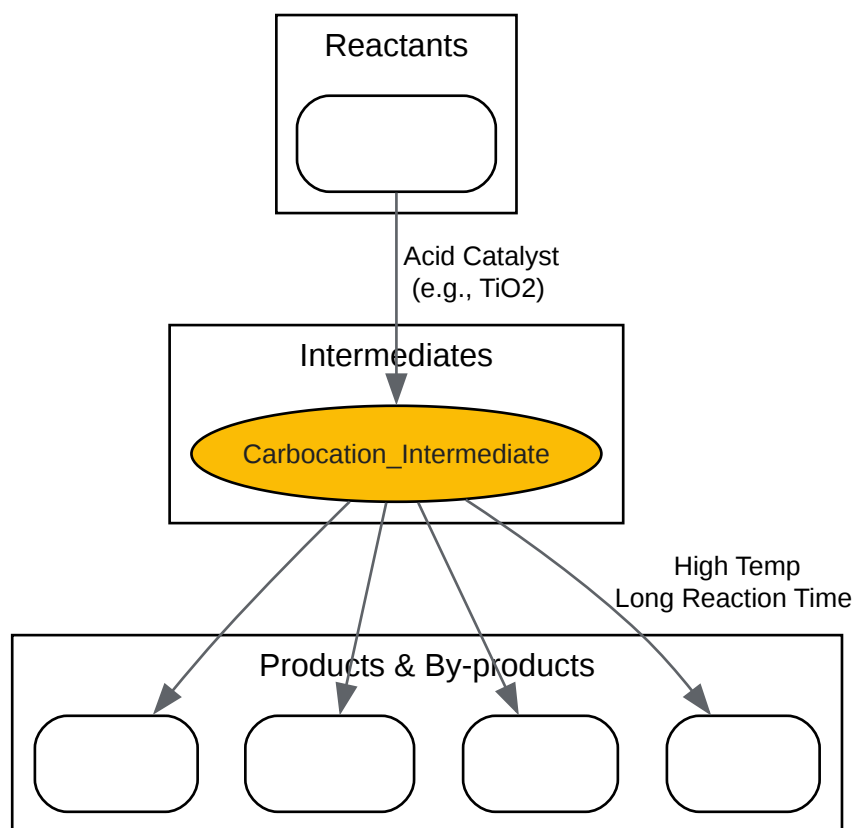 Reactants
Acid Catalyst
(e.g., TiO2)
Intermediates
Carbocation_Intermediate
High Temp
Long Reaction Time
Products & By-products